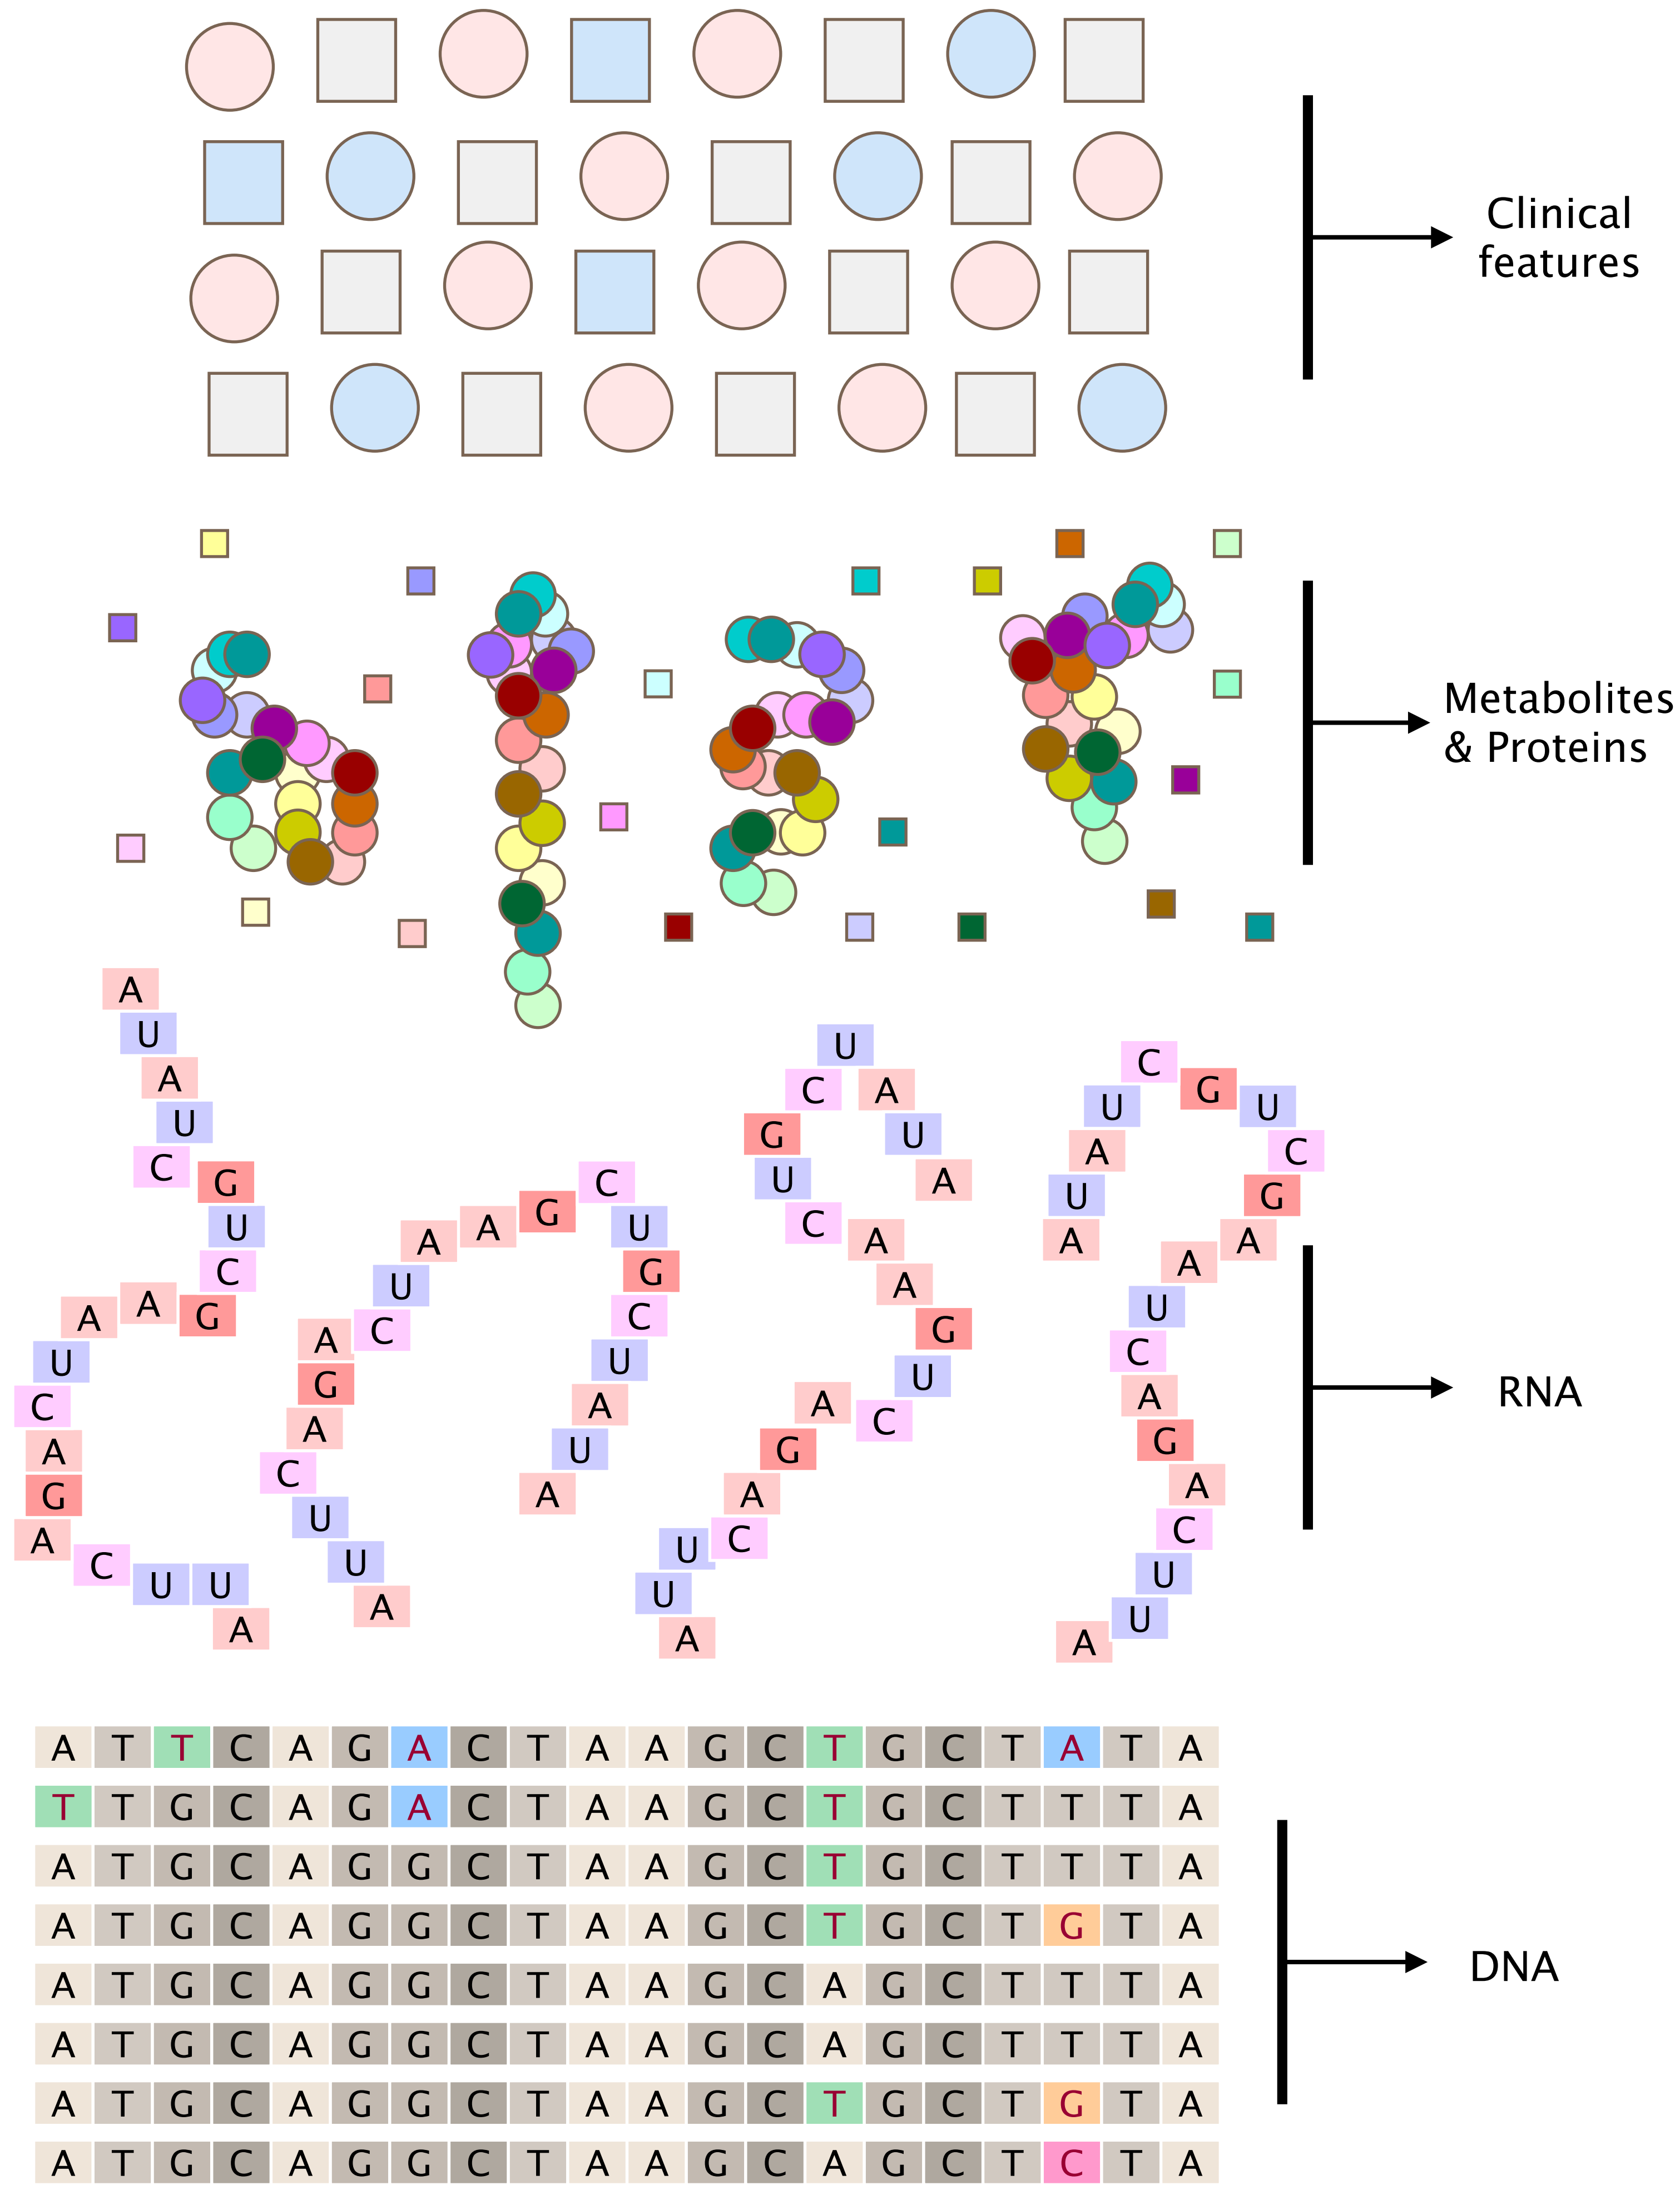 Clinical
features
Metabolites
& Proteins
A U A U C G U C G A A U C A G A C U U A
A U A U C G U C G A A U C A G A C U U A
A U A U C G U C A A G U C A G A C U U A
A U A U C G U C G A A U C A G A C U U A
RNA
A T T C A G A C T A A G C T G C T A T A
T T G C A G A C T A A G C T G C T T T A
A T G C A G G C T A A G C T G C T T T A
A T G C A G G C T A A G C T G C T G T A
A T G C A G G C T A A G C A G C T T T A
A T G C A G G C T A A G C A G C T T T A
A T G C A G G C T A A G C T G C T G T A
A T G C A G G C T A A G C A G C T C T A
DNA